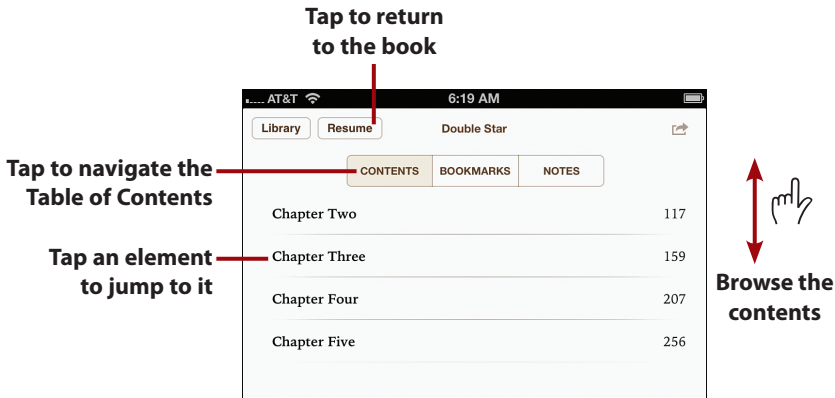 Tap to return
to the book
AT&T 6:19 AM
Library Resume Double Star
Tap to navigate the
Table of Contents
CONTENTS BOOKMARKS NOTES
Chapter Two 117
Tap an element
to jump to it
Chapter Three 159
Browse the
contents
Chapter Four 207
Chapter Five 256